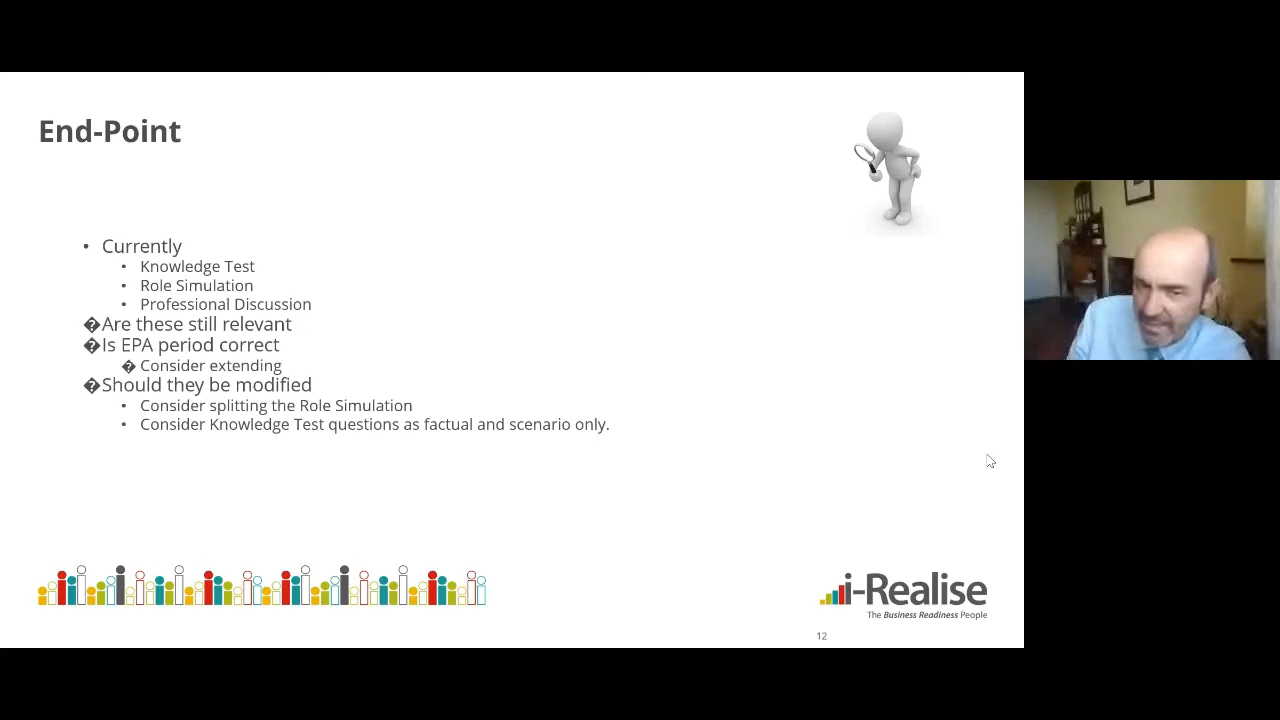 End-Point
• Currently
• Knowledge Test
• Role Simulation
• Professional Discussion
�Are these still relevant
�Is EPA period correct
� Consider extending
�Should they be modified
• Consider splitting the Role Simulation
• Consider Knowledge Test questions as factual and scenario only.
i-Realise
The Business Readiness People
12